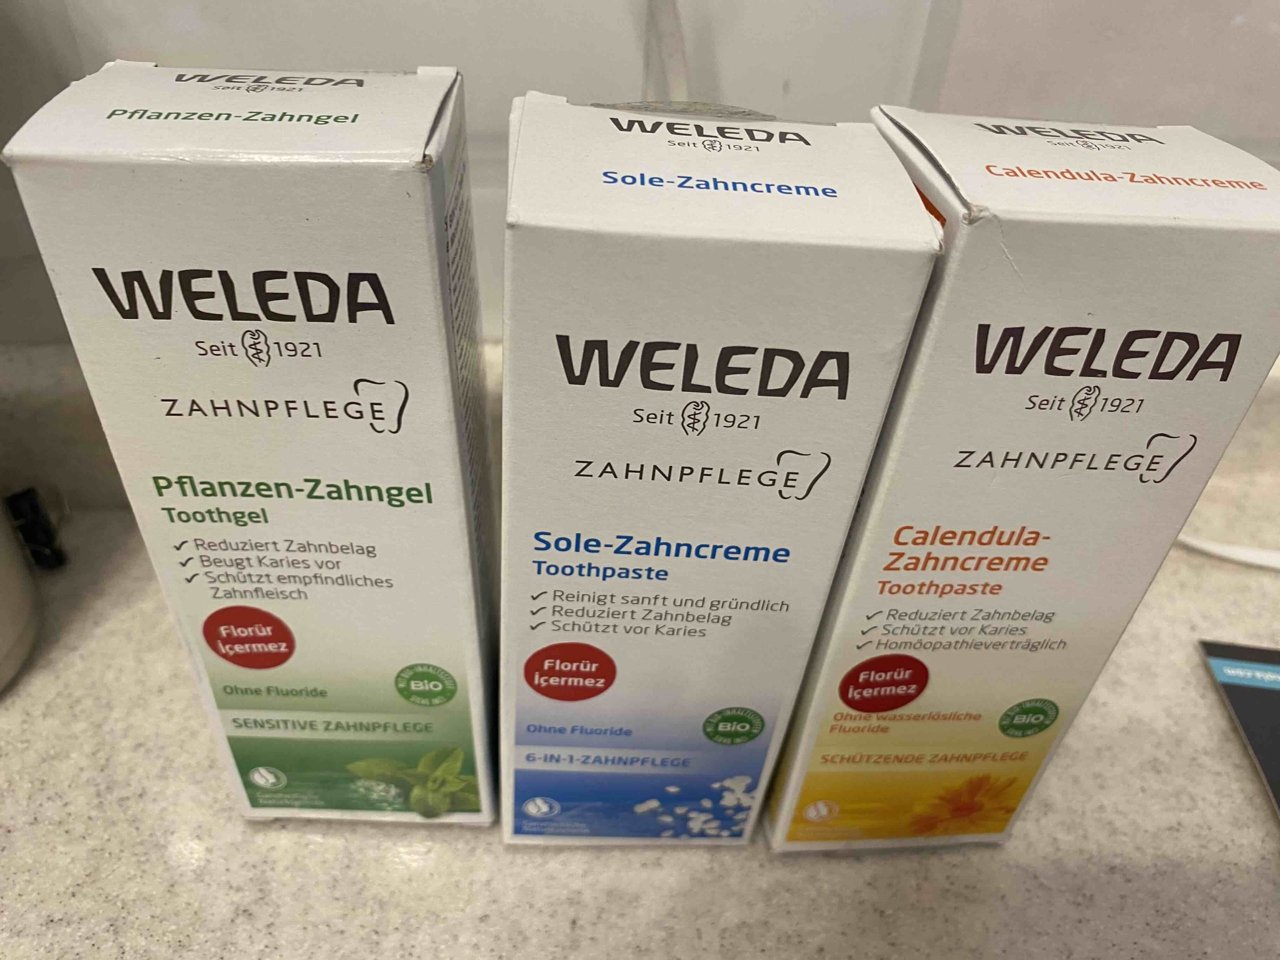 WELEDA
Seit 1921
Pflanzen-Zahngel
WELEDA
Seit 1921
ZAHNPFLEGE
Pflanzen-Zahngel
Toothgel
Reduziert Zahnbelag
Beugt Karies vor
Schützt empfindliches
Zahnfleisch
Florür
İçermez
Ohne Fluoride
BIO
SENSITIVE ZAHNPFLEGE
WELEDA
Seit 1921
Sole-Zahncreme
WELEDA
Seit 1921
ZAHNPFLEGE
Sole-Zahncreme
Toothpaste
Reinigt sanft und gründlich
Reduziert Zahnbelag
Schützt vor Karies
Florür
İçermez
Ohne Fluoride
BIO
6-IN-1-ZAHNPFLEGE
WELEDA
Seit 1921
Calendula-Zahncreme
WELEDA
Seit 1921
ZAHNPFLEGE
Calendula-
Zahncreme
Toothpaste
Reduziert Zahnbelag
Schützt vor Karies
Homöopathieverträglich
Florür
İçermez
Ohne wasserlösliche
Fluoride
BIO
SCHÜTZENDE ZAHNPFLEGE